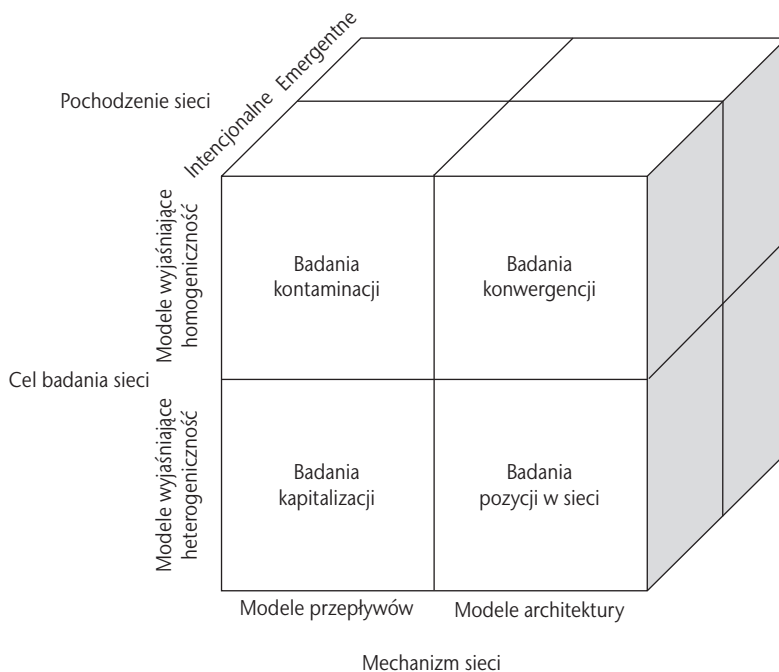 Emergentne
Pochodzenie sieci
Intencjonalne
Modele wyjaśniające
homogeniczność
Badania
kontaminacji
Badania
konwergencji
Cel badania sieci
Modele wyjaśniające
heterogeniczność
Badania
kapitalizacji
Badania
pozycji w sieci
Modele przepływów
Modele architektury
Mechanizm sieci